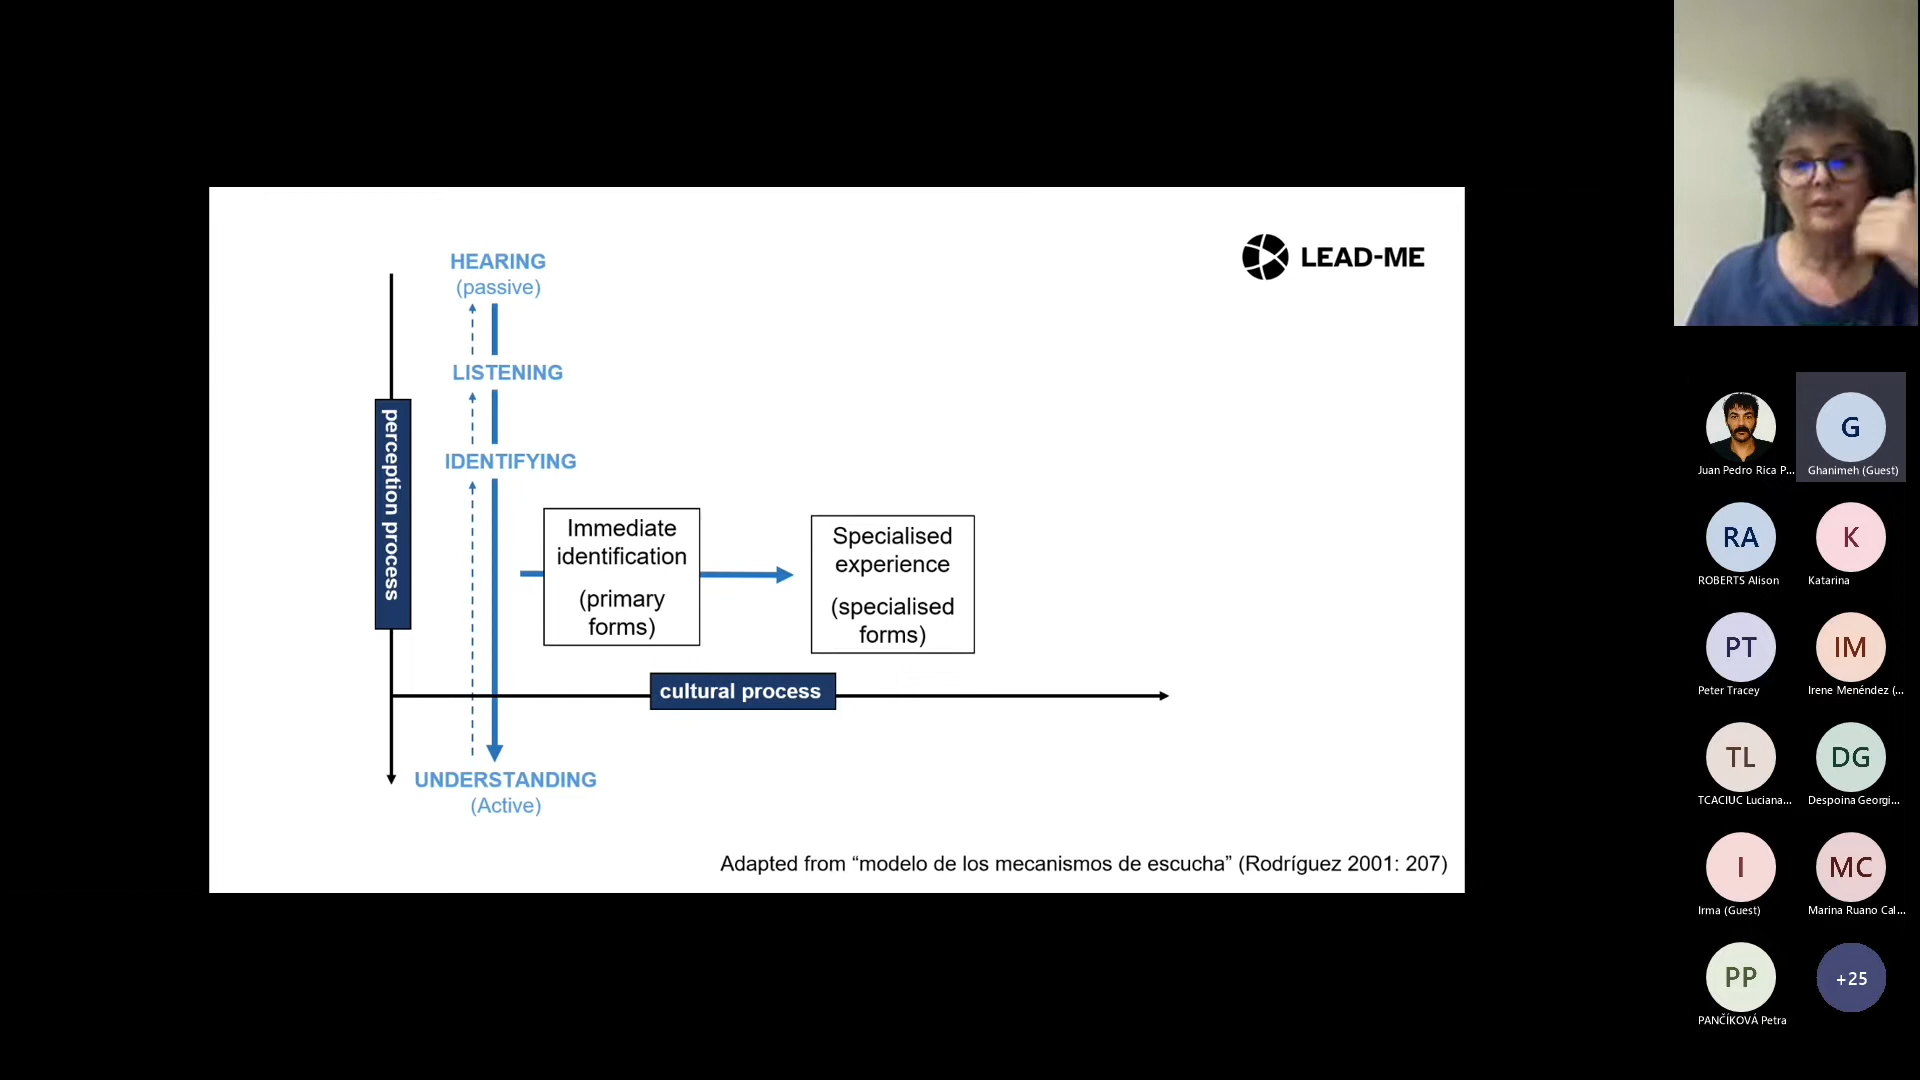 HEARING
(passive)
LEAD-ME
LISTENING
perception process
IDENTIFYING
Immediate
identification
(primary
forms)
Specialised
experience
(specialised
forms)
cultural process
UNDERSTANDING
(Active)
Adapted from “modelo de los mecanismos de escucha” (Rodríguez 2001: 207)
Juan Pedro Rica P...
G
Ghanimeh (Guest)
RA
ROBERTS Alison
K
Katarina
PT
Peter Tracey
IM
Irene Menéndez (...
TL
TCACIUC Luciana...
DG
Despoina Georgi...
I
Irma (Guest)
MC
Marina Ruano Cal...
PP
PANČÍKOVÁ Petra
+25